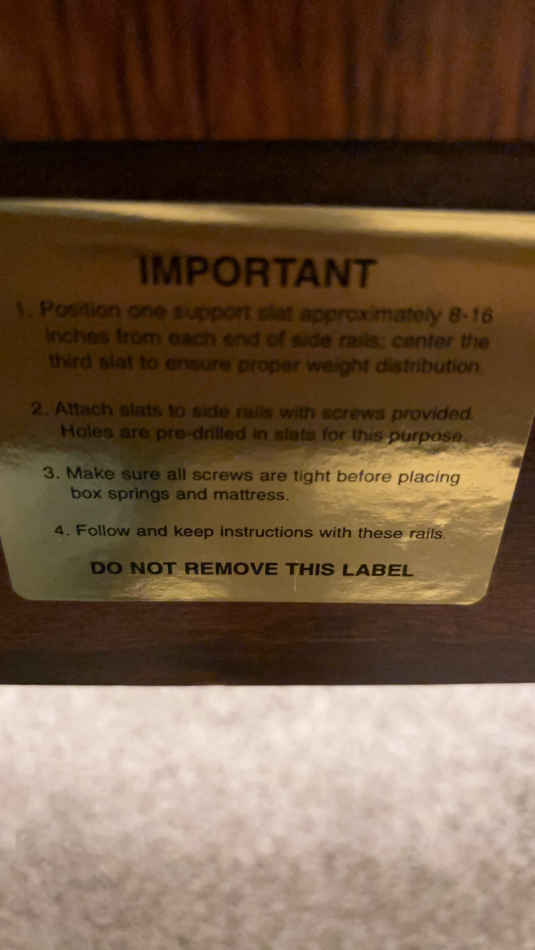 IMPORTANT
1. Position one support slat approximately 8-16
inches from each end of side rails; center the
third slat to ensure proper weight distribution.
2. Attach slats to side rails with screws provided.
Holes are pre-drilled in slats for this purpose.
3. Make sure all screws are tight before placing
box springs and mattress.
4. Follow and keep instructions with these rails.
DO NOT REMOVE THIS LABEL